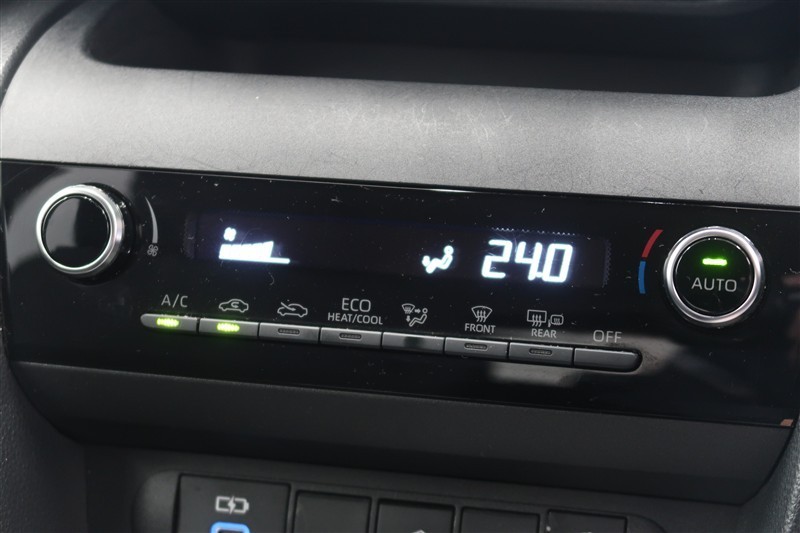 24.0
AUTO
A/C
ECO
HEAT/COOL
FRONT
REAR
OFF